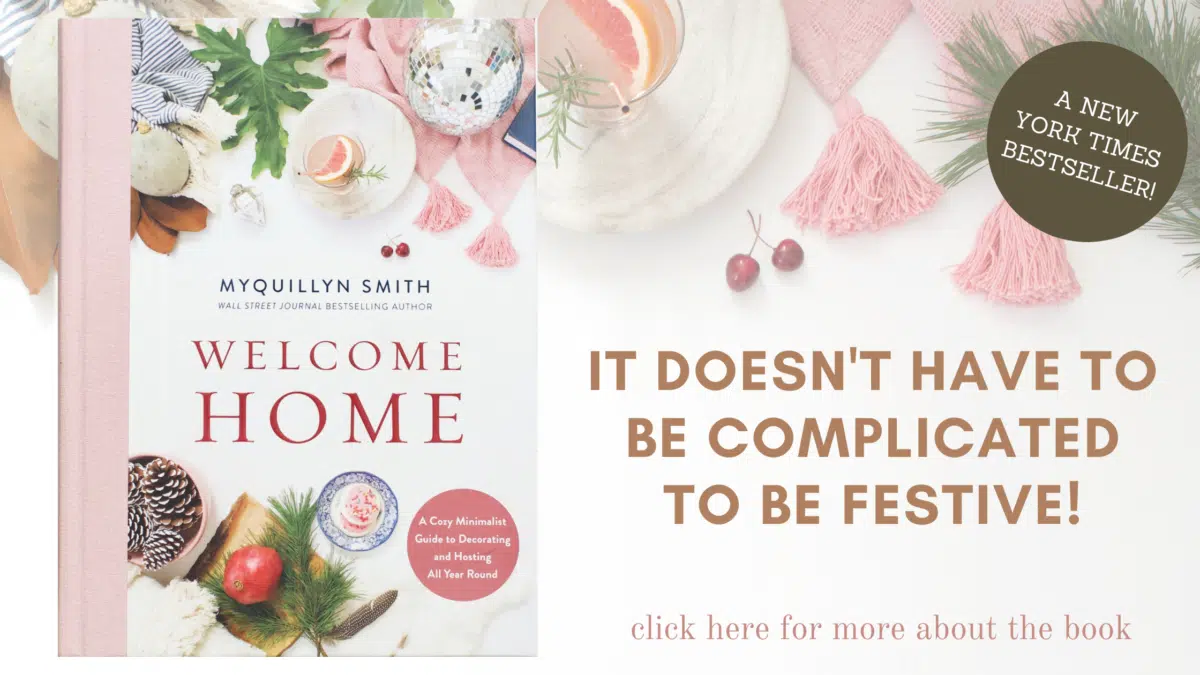 MYQUILLYN SMITH
WALL STREET JOURNAL BESTSELLING AUTHOR
WELCOME
HOME
A Cozy Minimalist
Guide to Decorating
and Hosting
All Year Round
A NEW
YORK TIMES
BESTSELLER!
IT DOESN'T HAVE TO
BE COMPLICATED
TO BE FESTIVE!
click here for more about the book